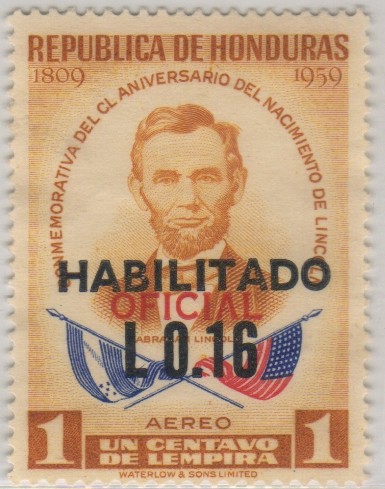 REPUBLICA DE HONDURAS
1809 1959
CONMEMORATIVA DEL CL ANIVERSARIO DEL NACIMIENTO DE LINCOLN
HABILITADO
OFICIAL
ABRAHAM LINCOLN
L 0.16
AEREO
1 UN CENTAVO 1
DE LEMPIRA
WATERLOW & SONS LIMITED